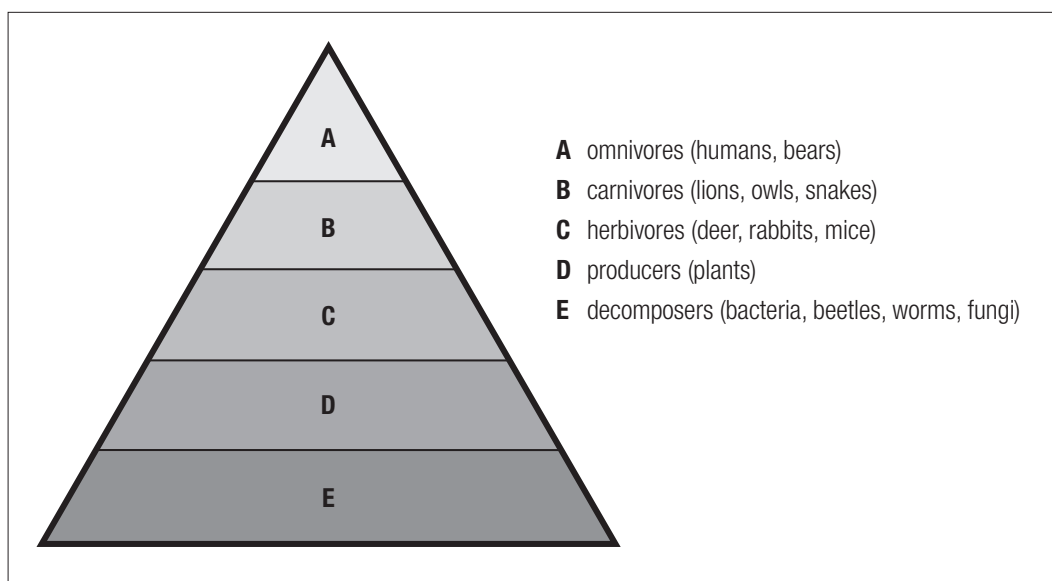 A
B
C
D
E
A omnivores (humans, bears)
B carnivores (lions, owls, snakes)
C herbivores (deer, rabbits, mice)
D producers (plants)
E decomposers (bacteria, beetles, worms, fungi)